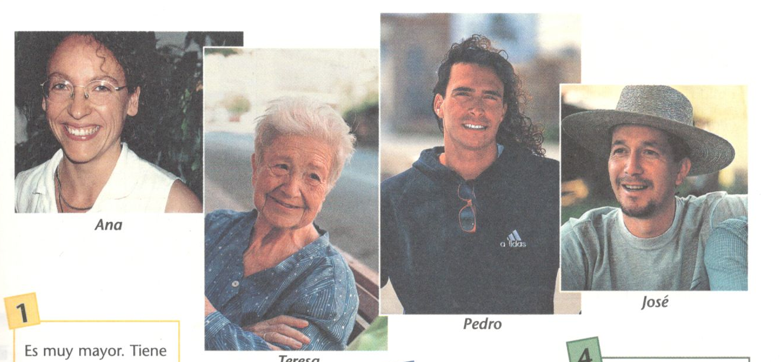 Ana
adidas
José
Pedro
1
Es muy mayor. Tiene
Teresa
4